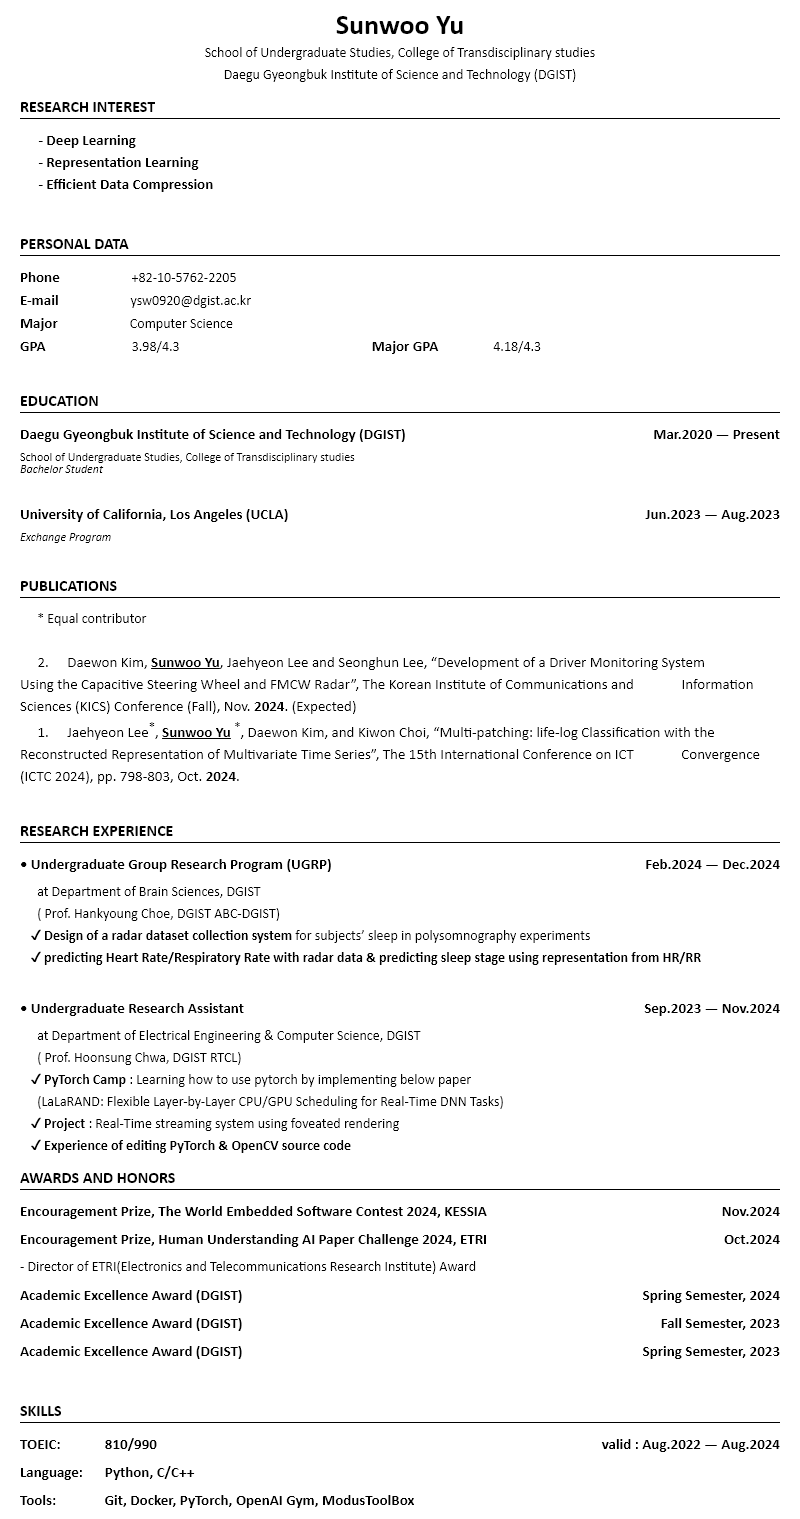 Sunwoo Yu
School of Undergraduate Studies, College of Transdisciplinary studies
Daegu Gyeongbuk Institute of Science and Technology (DGIST)
RESEARCH INTEREST
- Deep Learning
- Representation Learning
- Efficient Data Compression
PERSONAL DATA
Phone +82-10-5762-2205
E-mail ysw0920@dgist.ac.kr
Major Computer Science
GPA 3.98/4.3 Major GPA 4.18/4.3
EDUCATION
Daegu Gyeongbuk Institute of Science and Technology (DGIST) Mar.2020 — Present
School of Undergraduate Studies, College of Transdisciplinary studies
Bachelor Student
University of California, Los Angeles (UCLA) Jun.2023 — Aug.2023
Exchange Program
PUBLICATIONS
* Equal contributor
2. Daewon Kim, Sunwoo Yu, Jaehyeon Lee and Seonghun Lee, “Development of a Driver Monitoring System
Using the Capacitive Steering Wheel and FMCW Radar”, The Korean Institute of Communications and Information
Sciences (KICS) Conference (Fall), Nov. 2024. (Expected)
1. Jaehyeon Lee*, Sunwoo Yu *, Daewon Kim, and Kiwon Choi, “Multi-patching: life-log Classification with the
Reconstructed Representation of Multivariate Time Series”, The 15th International Conference on ICT Convergence
(ICTC 2024), pp. 798-803, Oct. 2024.
RESEARCH EXPERIENCE
• Undergraduate Group Research Program (UGRP) Feb.2024 — Dec.2024
at Department of Brain Sciences, DGIST
( Prof. Hankyoung Choe, DGIST ABC-DGIST)
✓ Design of a radar dataset collection system for subjects’ sleep in polysomnography experiments
✓ predicting Heart Rate/Respiratory Rate with radar data & predicting sleep stage using representation from HR/RR
• Undergraduate Research Assistant Sep.2023 — Nov.2024
at Department of Electrical Engineering & Computer Science, DGIST
( Prof. Hoonsung Chwa, DGIST RTCL)
✓ PyTorch Camp : Learning how to use pytorch by implementing below paper
(LaLaRAND: Flexible Layer-by-Layer CPU/GPU Scheduling for Real-Time DNN Tasks)
✓ Project : Real-Time streaming system using foveated rendering
✓ Experience of editing PyTorch & OpenCV source code
AWARDS AND HONORS
Encouragement Prize, The World Embedded Software Contest 2024, KESSIA Nov.2024
Encouragement Prize, Human Understanding AI Paper Challenge 2024, ETRI Oct.2024
- Director of ETRI(Electronics and Telecommunications Research Institute) Award
Academic Excellence Award (DGIST) Spring Semester, 2024
Academic Excellence Award (DGIST) Fall Semester, 2023
Academic Excellence Award (DGIST) Spring Semester, 2023
SKILLS
TOEIC: 810/990 valid : Aug.2022 — Aug.2024
Language: Python, C/C++
Tools: Git, Docker, PyTorch, OpenAI Gym, ModusToolBox